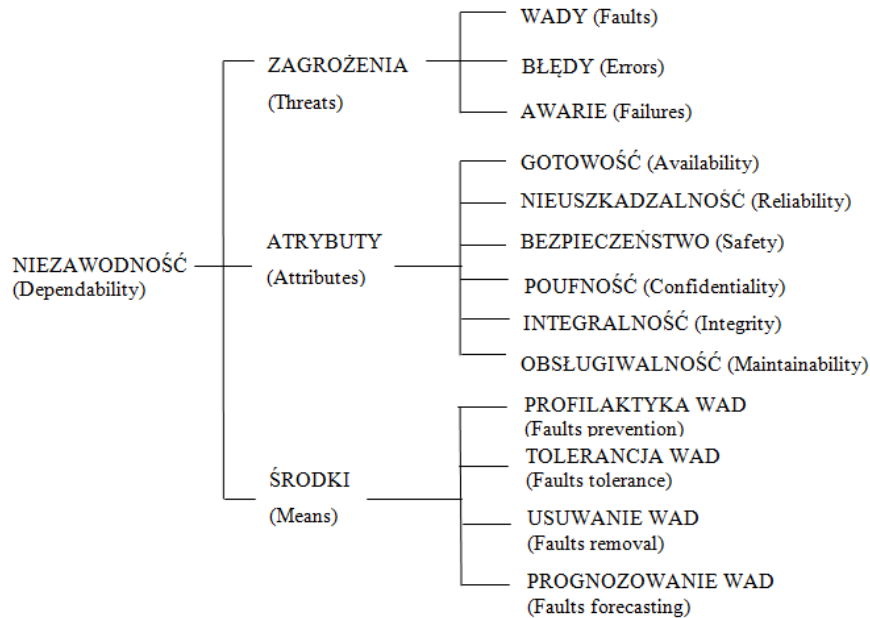 NIEZAWODNOŚĆ
(Dependability)
ZAGROŻENIA
(Threats)
WADY (Faults)
BŁĘDY (Errors)
AWARIE (Failures)
ATRYBUTY
(Attributes)
GOTOWOŚĆ (Availability)
NIEUSZKADZALNOŚĆ (Reliability)
BEZPIECZEŃSTWO (Safety)
POUFNOŚĆ (Confidentiality)
INTEGRALNOŚĆ (Integrity)
OBSŁUGIWALNOŚĆ (Maintainability)
ŚRODKI
(Means)
PROFILAKTYKA WAD
(Faults prevention)
TOLERANCJA WAD
(Faults tolerance)
USUWANIE WAD
(Faults removal)
PROGNOZOWANIE WAD
(Faults forecasting)